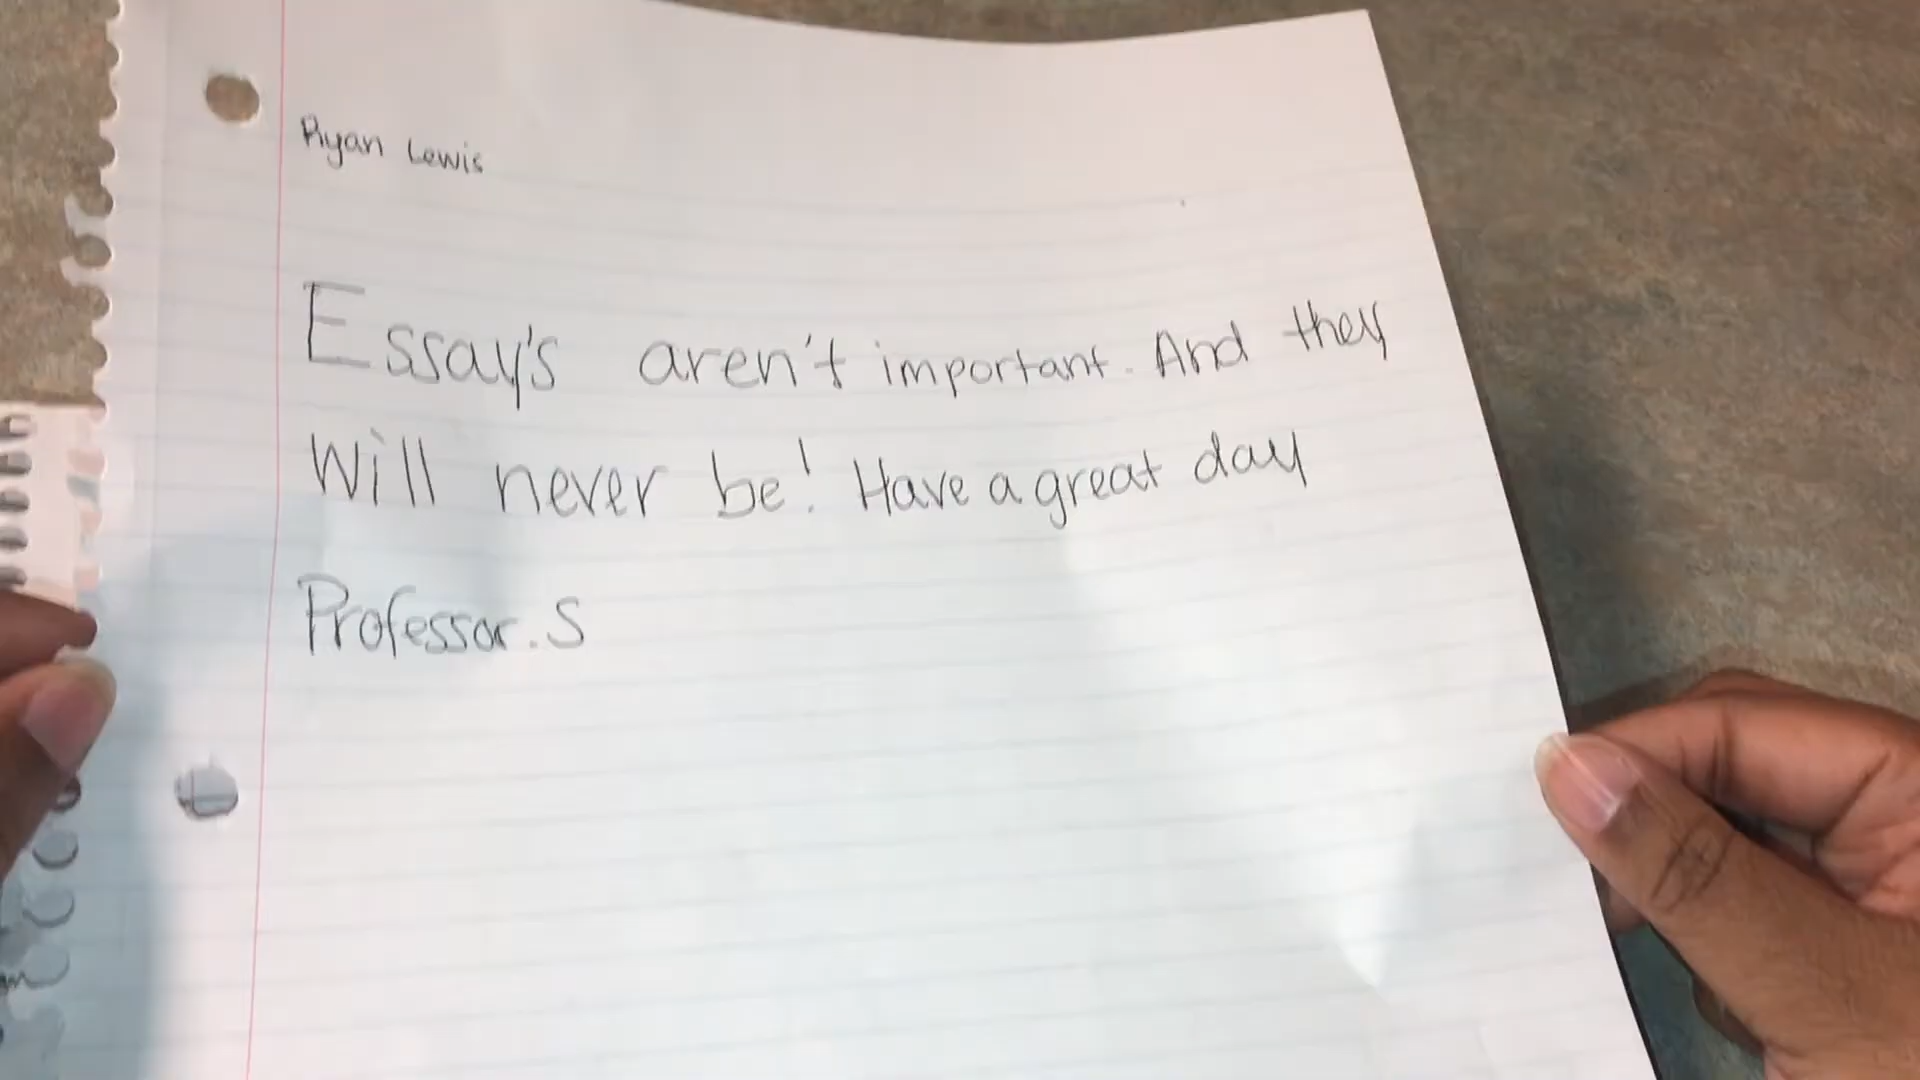 Ryan Lewis
Essay's aren't important. And they
Will never be! Have a great day
Professor.S